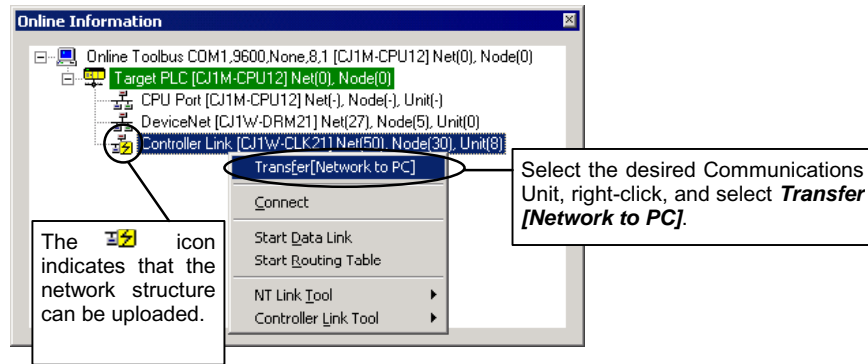 Online Information
Online Toolbus COM1,9600,None,8,1 [CJ1M-CPU12] Net(0), Node(0)
Target PLC [CJ1M-CPU12] Net(0), Node(0)
CPU Port [CJ1M-CPU12] Net(-), Node(-), Unit(-)
DeviceNet [CJ1W-DRM21] Net(27), Node(5), Unit(0)
Controller Link [CJ1W-CLK21] Net(50), Node(30), Unit(8)
Transfer[Network to PC]
Connect
Start Data Link
Start Routing Table
NT Link Tool
Controller Link Tool
Select the desired Communications
Unit, right-click, and select Transfer
[Network to PC].
The icon
indicates that the
network structure
can be uploaded.